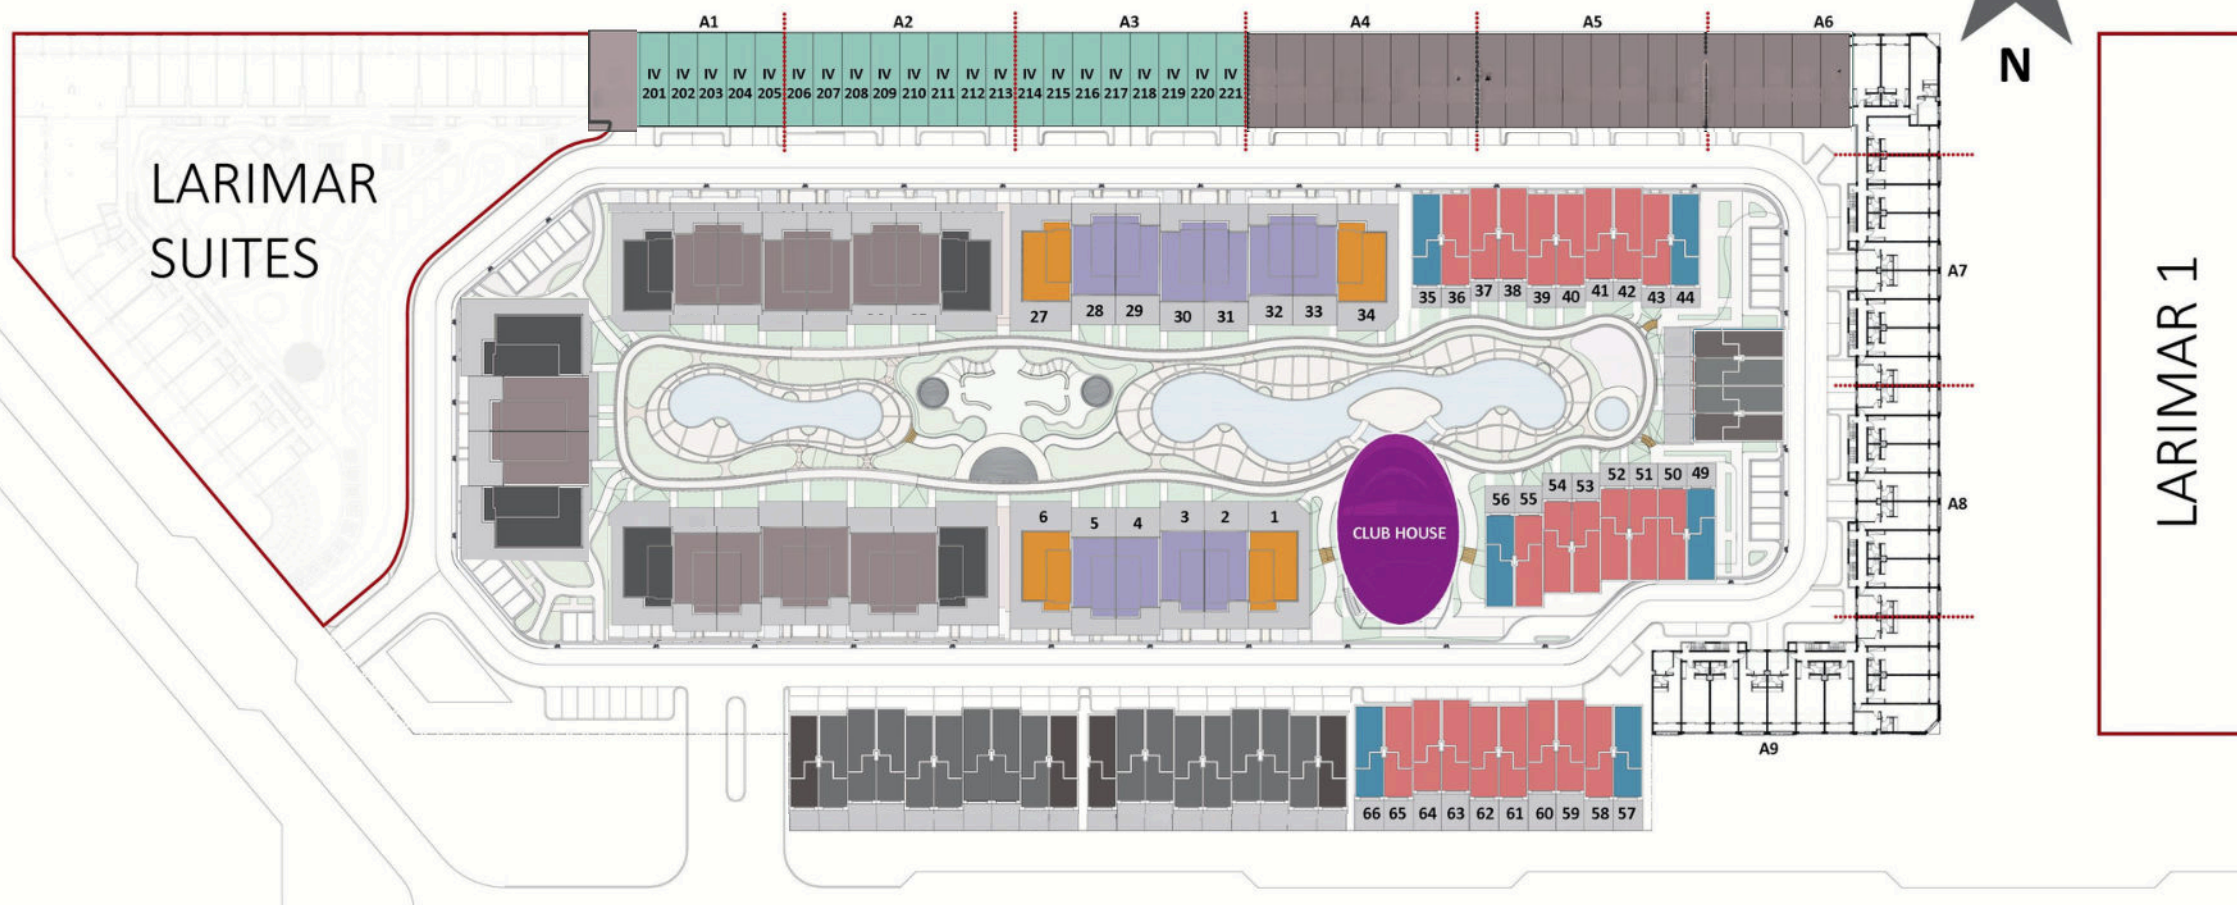 A1 A2 A3 A4 A5 A6
N
IV IV IV IV IV IV IV IV IV IV IV IV IV IV IV IV IV IV IV IV IV
201 202 203 204 205 206 207 208 209 210 211 212 213 214 215 216 217 218 219 220 221
LARIMAR
SUITES
A7
LARIMAR 1
35 36 37 38 39 40 41 42 43 44
27 28 29 30 31 32 33 34
56 55 54 53 52 51 50 49
A8
6 5 4 3 2 1
CLUB HOUSE
A9
66 65 64 63 62 61 60 59 58 57